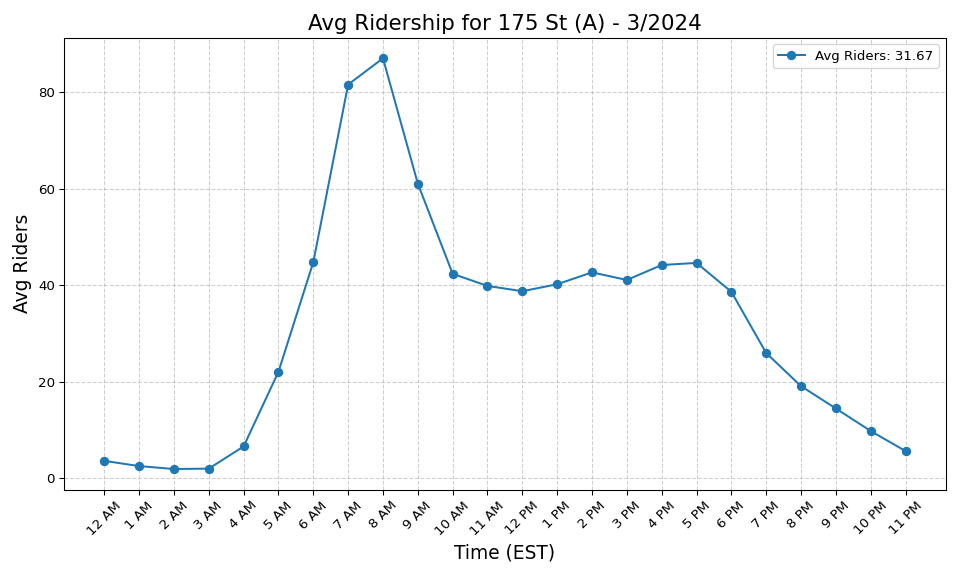 Avg Ridership for 175 St (A) - 3/2024
Avg Riders: 31.67
Avg Riders
80
60
40
20
0
12 AM
1 AM
2 AM
3 AM
4 AM
5 AM
6 AM
7 AM
8 AM
9 AM
10 AM
11 AM
12 PM
1 PM
2 PM
3 PM
4 PM
5 PM
6 PM
7 PM
8 PM
9 PM
10 PM
11 PM
Time (EST)